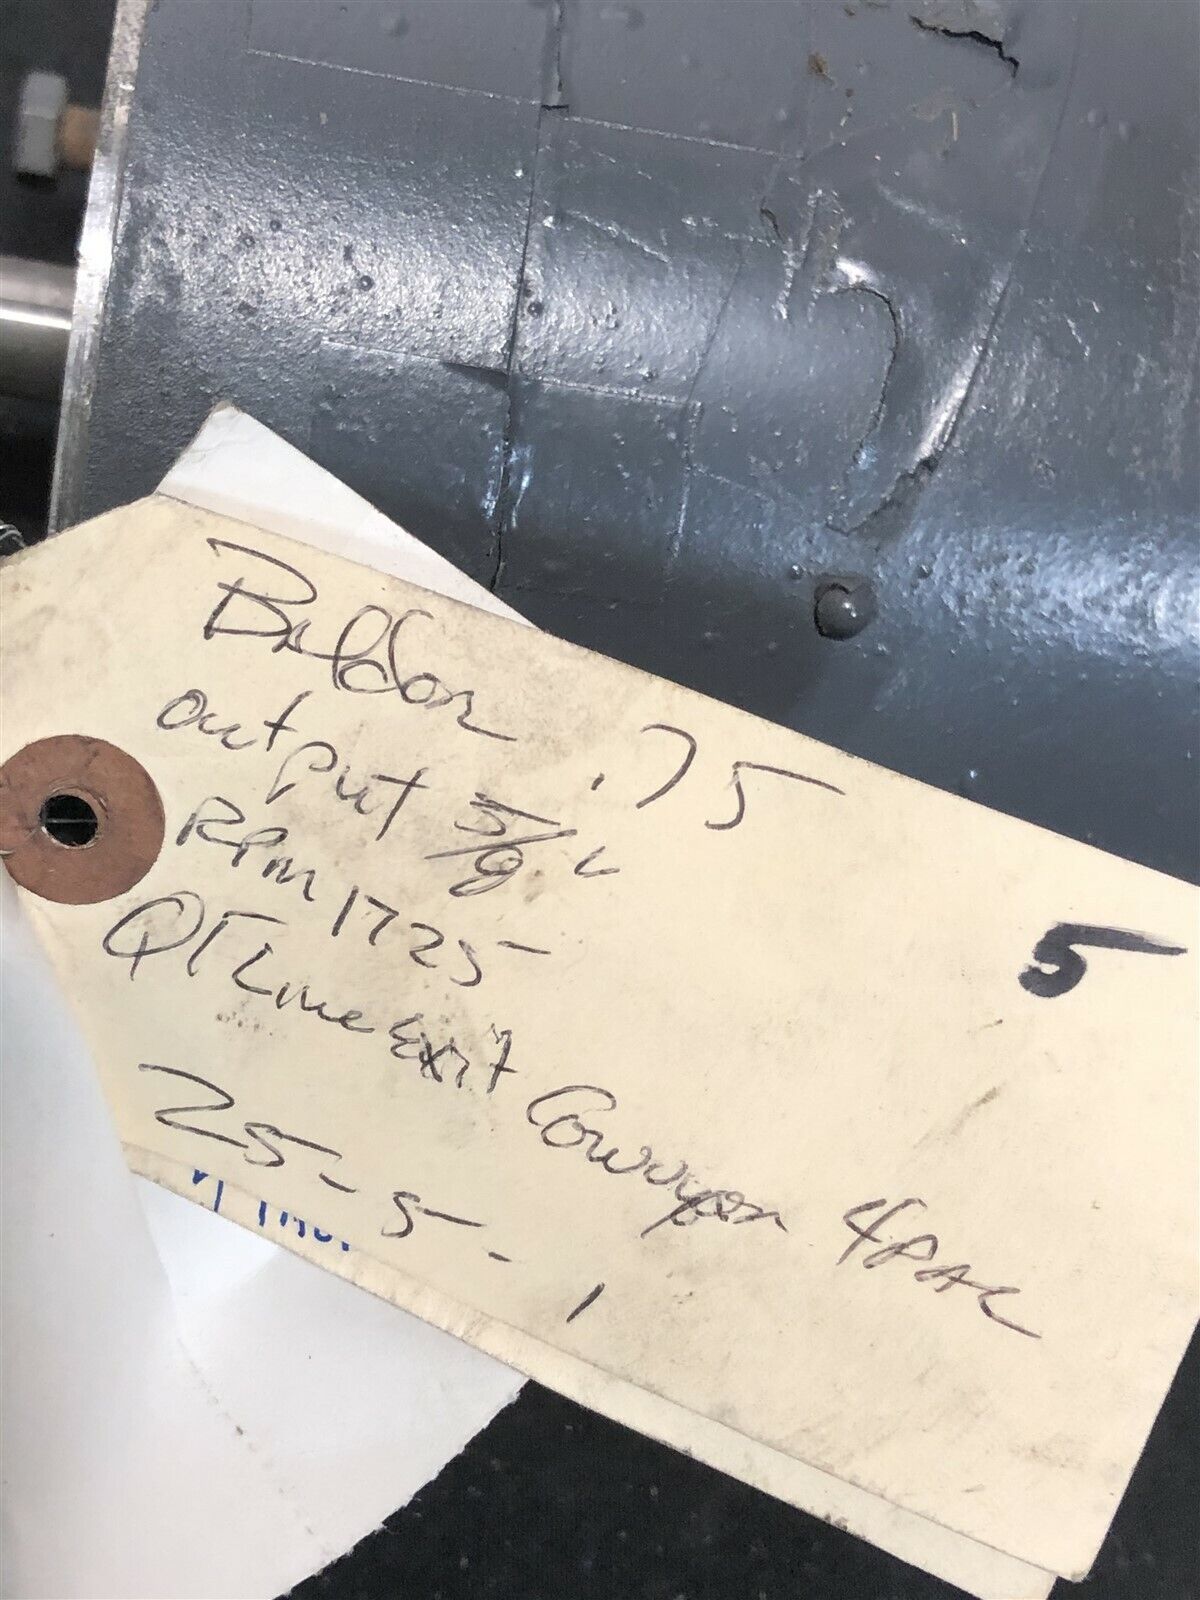 Baldor .75
output 5/8"
RPM 1725
QT Line Exit Conveyor 4PAC
25-5-1
5